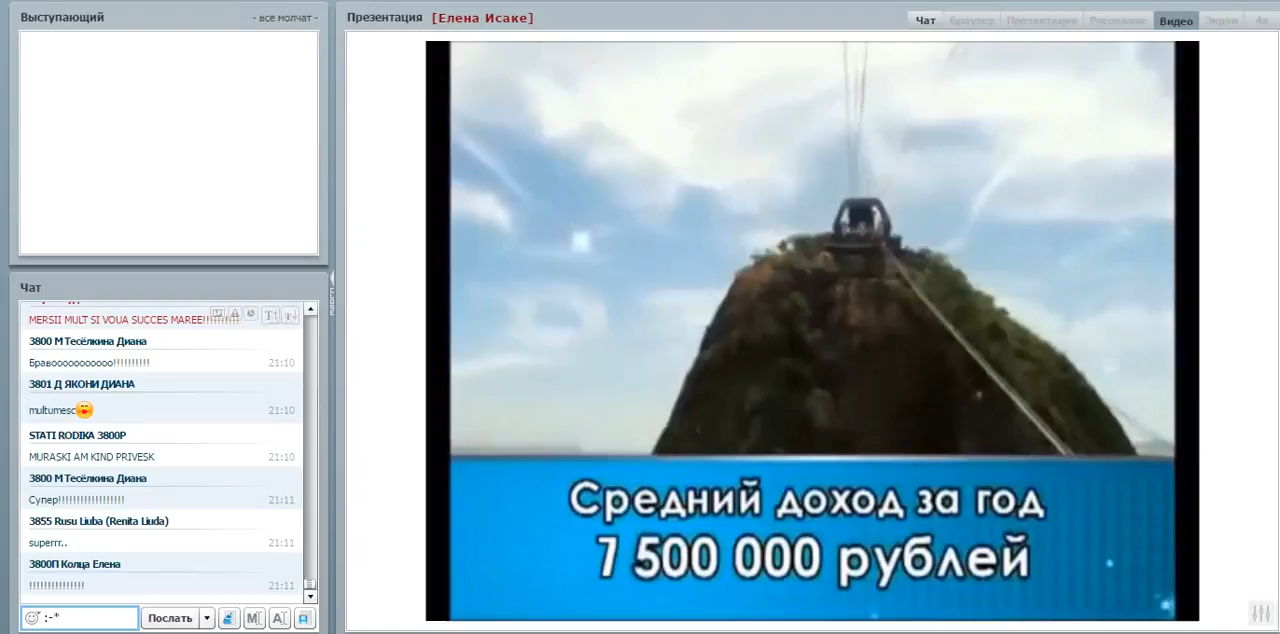 Выступающий
- все молчат -
Презентация [Елена Исаке]
Чат
Браузер
Презентация
Рисование
Видео
Экран
4x
Чат
MERSII MULT SI VOUA SUCCES MAREE!!!!!!!!!!
3800 М Тесёлкина Диана
Бравооооооооооо!!!!!!!!!!
21:10
3801 Д ЯКОНИ ДИАНА
multumesc
21:10
STATI RODIKA 3800P
MURASKI AM KIND PRIVESK
21:10
3800 М Тесёлкина Диана
Супер!!!!!!!!!!!!!!!!!!
21:11
3855 Rusu Liuba (Renita Liuda)
superrr..
21:11
3800П Колца Елена
!!!!!!!!!!!!!!!
21:11
:-*
Послать
Средний доход за год
7 500 000 рублей